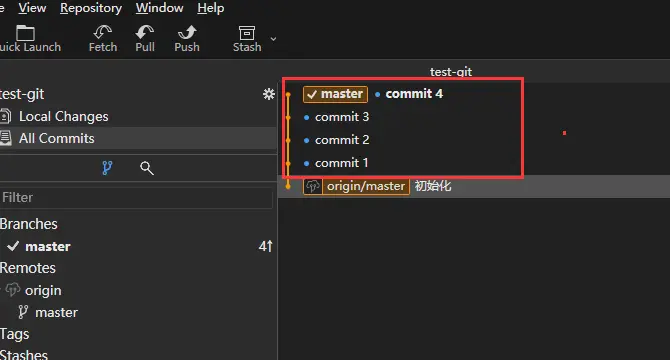 ew Repository Window Help
uick Launch Fetch Pull Push Stash
test-git
test-git
Local Changes
All Commits
Filter
Branches
master 4↑
Remotes
origin
master
Tags
Stashes
master commit 4
commit 3
commit 2
commit 1
origin/master 初始化